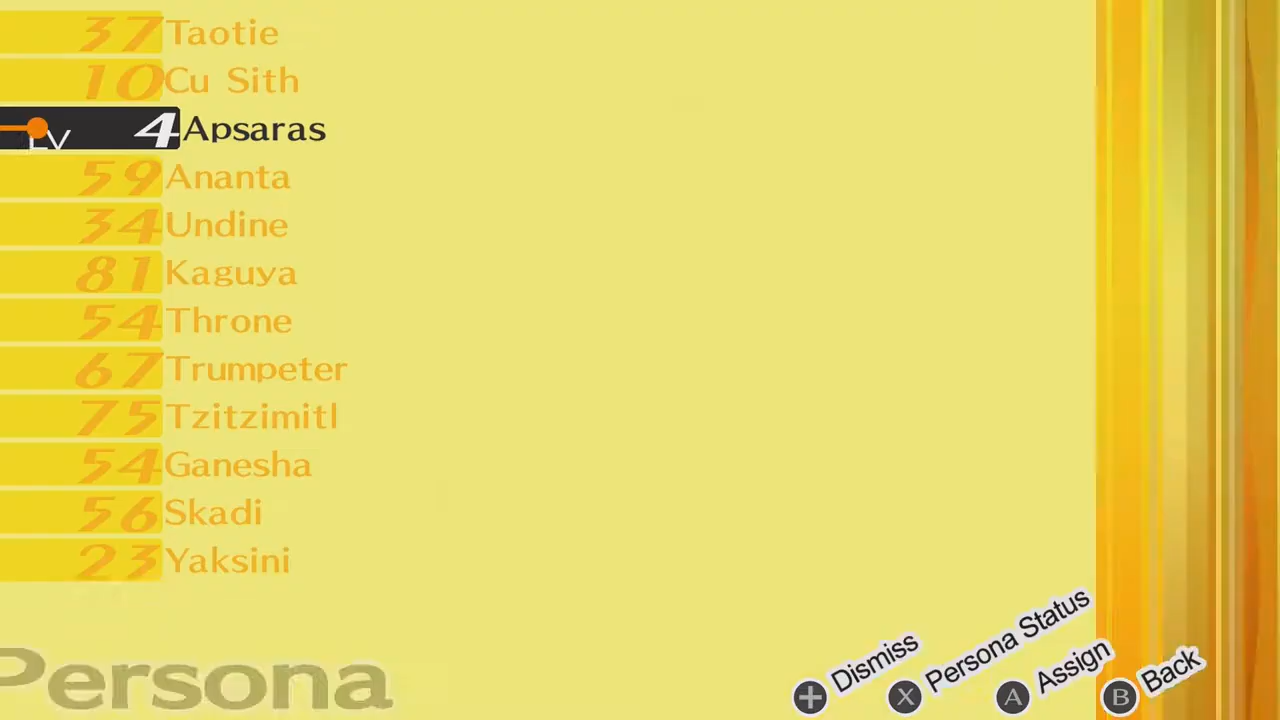 37 Taotie
10 Cu Sith
LV 4 Apsaras
59 Ananta
34 Undine
81 Kaguya
54 Throne
67 Trumpeter
75 Tzitzimitl
54 Ganesha
56 Skadi
23 Yaksini
Persona
+ Dismiss X Persona Status A Assign B Back